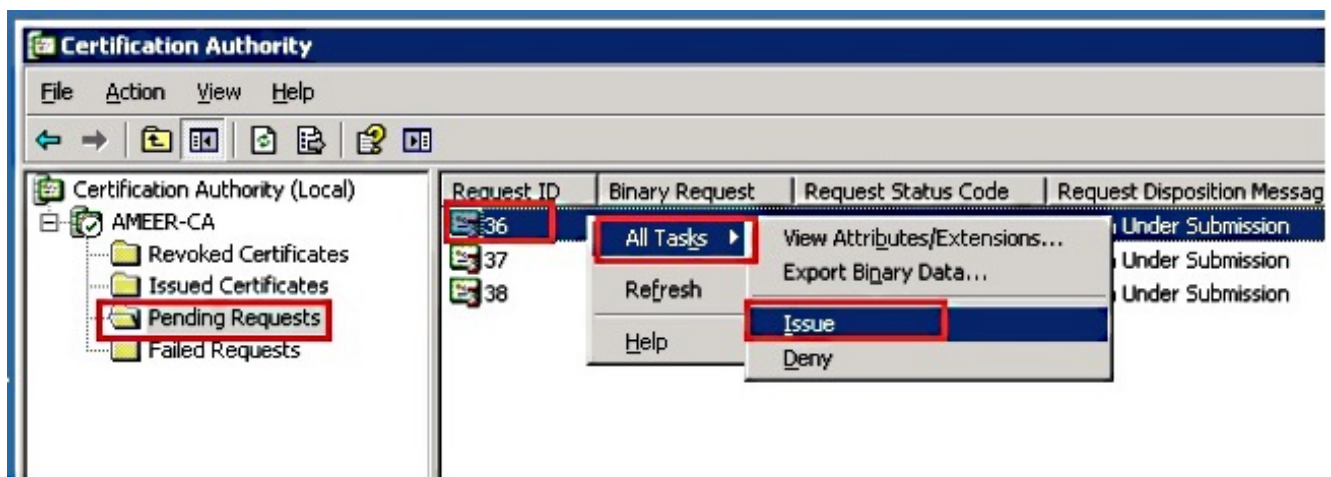 Certification Authority
File Action View Help
Certification Authority (Local)
AMEER-CA
Revoked Certificates
Issued Certificates
Pending Requests
Failed Requests
Request ID Binary Request Request Status Code Request Disposition Messag
36 All Tasks View Attributes/Extensions... Under Submission
37 Export Binary Data... Under Submission
38 Refresh Under Submission
Issue
Help
Deny